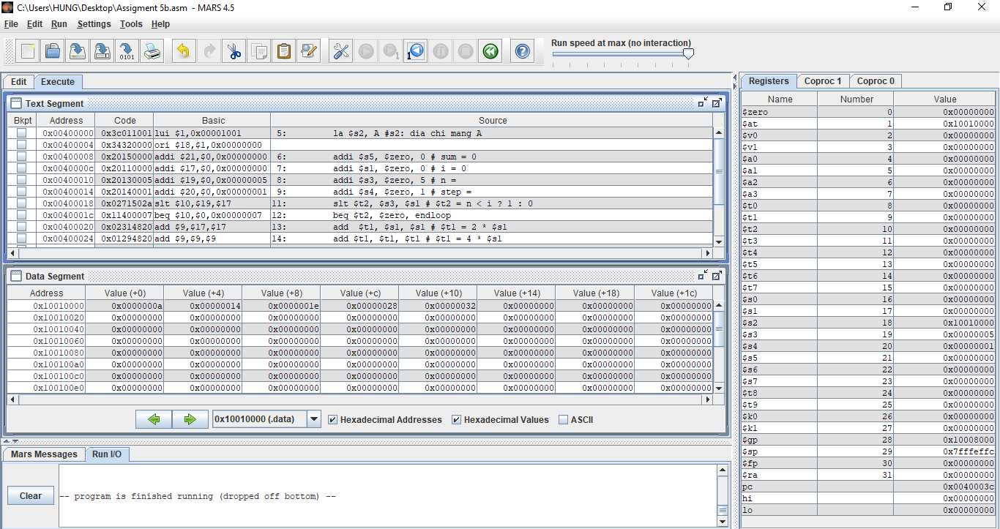 C:\Users\HUNG\Desktop\Assigment 5b.asm - MARS 4.5
File Edit Run Settings Tools Help
Run speed at max (no interaction)
Edit Execute
Text Segment
Bkpt Address Code Basic Source
0x00400000 0x3c011001 lui $1,0x00001001 5: la $s2, A #s2: dia chi mang A
0x00400004 0x34320000 ori $18,$1,0x00000000
0x00400008 0x20150000 addi $21,$0,0x00000000 6: addi $s5, $zero, 0 # sum = 0
0x0040000c 0x20110000 addi $17,$0,0x00000000 7: addi $s1, $zero, 0 # i = 0
0x00400010 0x20130005 addi $19,$0,0x00000005 8: addi $s3, $zero, 5 # n =
0x00400014 0x20140001 addi $20,$0,0x00000001 9: addi $s4, $zero, 1 # step =
0x00400018 0x0271502a slt $10,$19,$17 11: slt $t2, $s3, $s1 # $t2 = n < i ? 1 : 0
0x0040001c 0x11400007 beq $10,$0,0x00000007 12: beq $t2, $zero, endloop
0x00400020 0x02314820 add $9,$17,$17 13: add $t1, $s1, $s1 # $t1 = 2 * $s1
0x00400024 0x01294820 add $9,$9,$9 14: add $t1, $t1, $t1 # $t1 = 4 * $s1
Data Segment
Address Value (+0) Value (+4) Value (+8) Value (+c) Value (+10) Value (+14) Value (+18) Value (+1c)
0x10010000 0x0000000a 0x00000014 0x0000001e 0x00000028 0x00000032 0x00000000 0x00000000 0x00000000
0x10010020 0x00000000 0x00000000 0x00000000 0x00000000 0x00000000 0x00000000 0x00000000 0x00000000
0x10010040 0x00000000 0x00000000 0x00000000 0x00000000 0x00000000 0x00000000 0x00000000 0x00000000
0x10010060 0x00000000 0x00000000 0x00000000 0x00000000 0x00000000 0x00000000 0x00000000 0x00000000
0x10010080 0x00000000 0x00000000 0x00000000 0x00000000 0x00000000 0x00000000 0x00000000 0x00000000
0x100100a0 0x00000000 0x00000000 0x00000000 0x00000000 0x00000000 0x00000000 0x00000000 0x00000000
0x100100c0 0x00000000 0x00000000 0x00000000 0x00000000 0x00000000 0x00000000 0x00000000 0x00000000
0x100100e0 0x00000000 0x00000000 0x00000000 0x00000000 0x00000000 0x00000000 0x00000000 0x00000000
0x10010000 (.data) Hexadecimal Addresses Hexadecimal Values ASCII
Mars Messages Run I/O
Clear
-- program is finished running (dropped off bottom) --
Registers Coproc 1 Coproc 0
Name Number Value
$zero 0 0x00000000
$at 1 0x10010000
$v0 2 0x00000000
$v1 3 0x00000000
$a0 4 0x00000000
$a1 5 0x00000000
$a2 6 0x00000000
$a3 7 0x00000000
$t0 8 0x00000000
$t1 9 0x00000000
$t2 10 0x00000000
$t3 11 0x00000000
$t4 12 0x00000000
$t5 13 0x00000000
$t6 14 0x00000000
$t7 15 0x00000000
$s0 16 0x00000000
$s1 17 0x00000000
$s2 18 0x10010000
$s3 19 0x00000005
$s4 20 0x00000001
$s5 21 0x00000000
$s6 22 0x00000000
$s7 23 0x00000000
$t8 24 0x00000000
$t9 25 0x00000000
$k0 26 0x00000000
$k1 27 0x00000000
$gp 28 0x10008000
$sp 29 0x7fffeffc
$fp 30 0x00000000
$ra 31 0x00000000
pc 0x0040003c
hi 0x00000000
lo 0x00000000